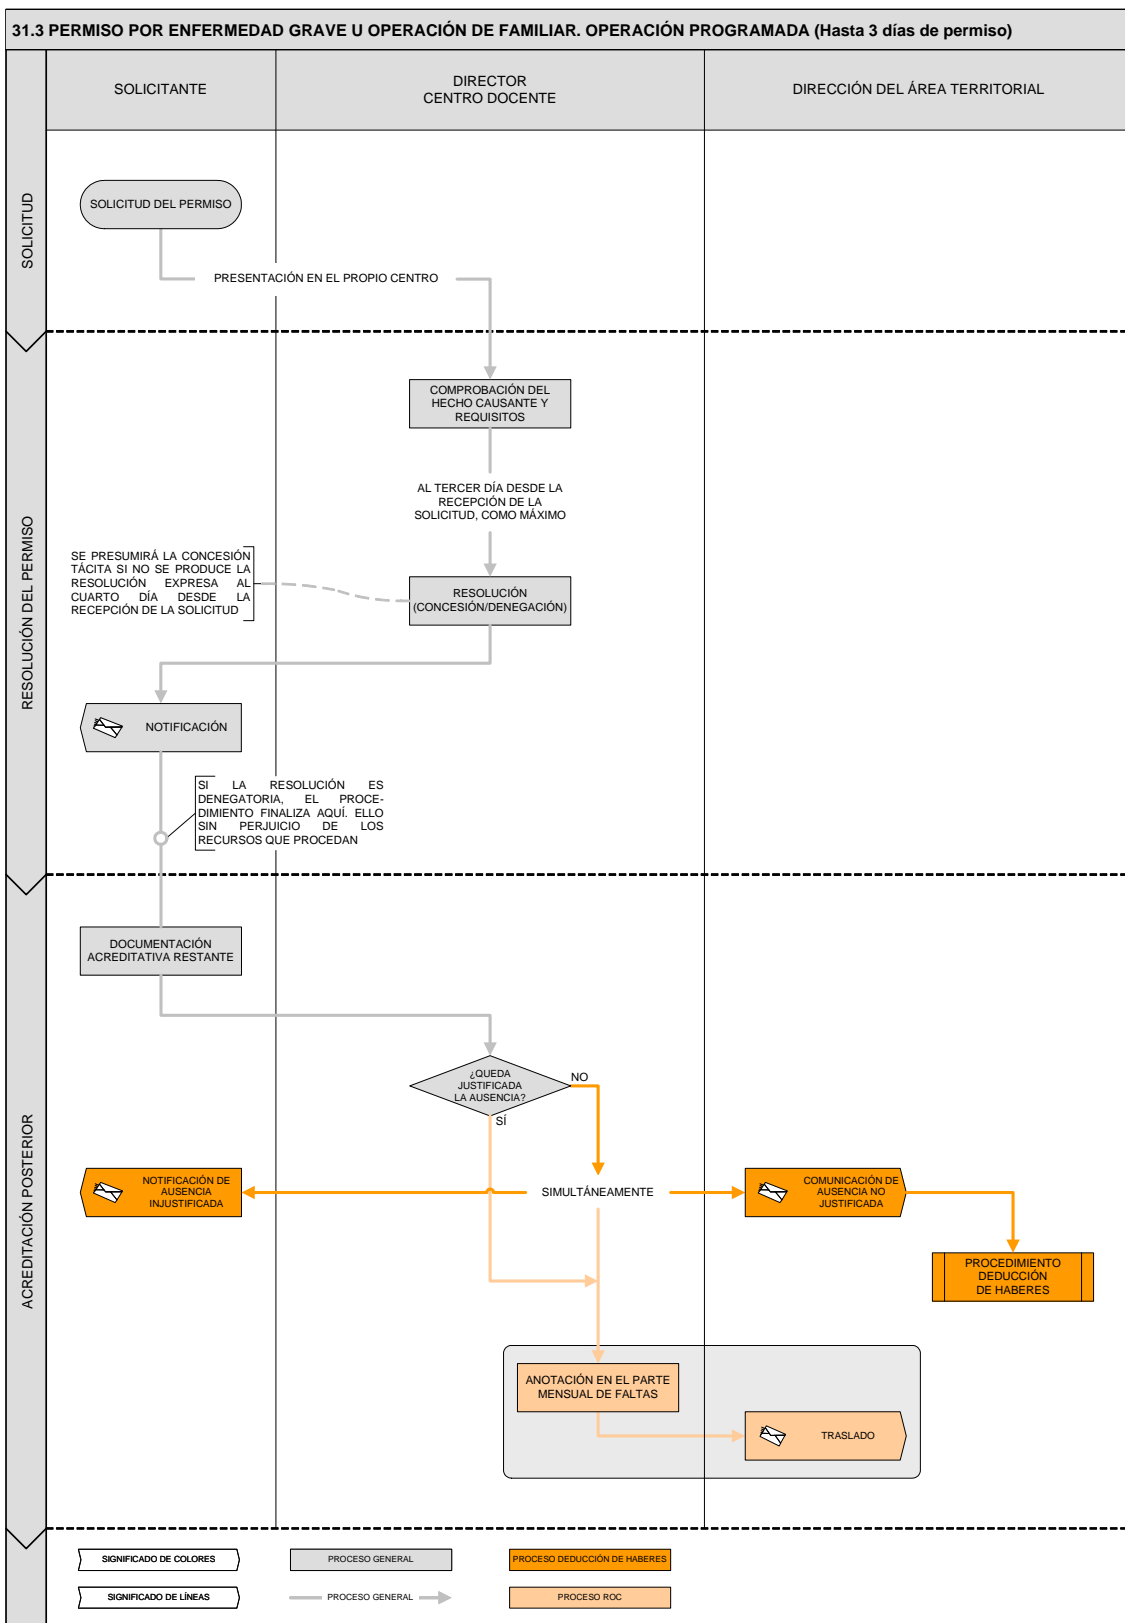 31.3 PERMISO POR ENFERMEDAD GRAVE U OPERACIÓN DE FAMILIAR. OPERACIÓN PROGRAMADA (Hasta 3 días de permiso)
SOLICITANTE
DIRECTOR
CENTRO DOCENTE
DIRECCIÓN DEL ÁREA TERRITORIAL
SOLICITUD
SOLICITUD DEL PERMISO
PRESENTACIÓN EN EL PROPIO CENTRO
RESOLUCIÓN DEL PERMISO
COMPROBACIÓN DEL
HECHO CAUSANTE Y
REQUISITOS
AL TERCER DÍA DESDE LA
RECEPCIÓN DE LA
SOLICITUD, COMO MÁXIMO
SE PRESUMIRÁ LA CONCESIÓN
TÁCITA SI NO SE PRODUCE LA
RESOLUCIÓN EXPRESA AL
CUARTO DÍA DESDE LA
RECEPCIÓN DE LA SOLICITUD
RESOLUCIÓN
(CONCESIÓN/DENEGACIÓN)
NOTIFICACIÓN
SI LA RESOLUCIÓN ES
DENEGATORIA, EL PROCE-
DIMIENTO FINALIZA AQUÍ. ELLO
SIN PERJUICIO DE LOS
RECURSOS QUE PROCEDAN
ACREDITACIÓN POSTERIOR
DOCUMENTACIÓN
ACREDITATIVA RESTANTE
¿QUEDA
JUSTIFICADA
LA AUSENCIA?
NO
SÍ
NOTIFICACIÓN DE
AUSENCIA
INJUSTIFICADA
SIMULTÁNEAMENTE
COMUNICACIÓN DE
AUSENCIA NO
JUSTIFICADA
PROCEDIMIENTO
DEDUCCIÓN
DE HABERES
ANOTACIÓN EN EL PARTE
MENSUAL DE FALTAS
TRASLADO
SIGNIFICADO DE COLORES
PROCESO GENERAL
PROCESO DEDUCCIÓN DE HABERES
SIGNIFICADO DE LÍNEAS
PROCESO GENERAL
PROCESO ROC